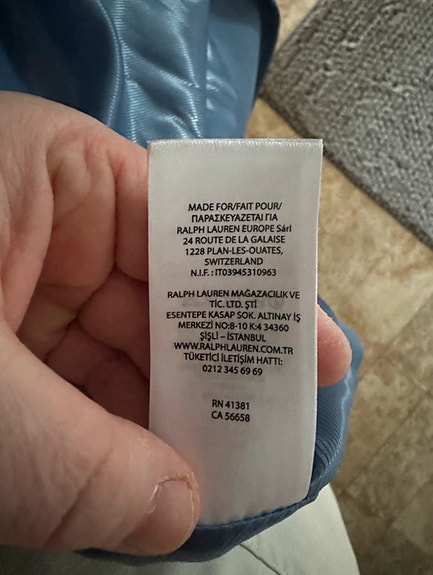 MADE FOR/FAIT POUR/
ΠΑΡΑΣΚΕΥΑΖΕΤΑΙ ΓΙΑ
RALPH LAUREN EUROPE Sárl
24 ROUTE DE LA GALAISE
1228 PLAN-LES-OUATES,
SWITZERLAND
N.I.F. : IT03945310963
RALPH LAUREN MAĞAZACILIK VE
TİC. LTD. ŞTİ
ESENTEPE KASAP SOK. ALTINAY İŞ
MERKEZİ NO:8-10 K:4 34360
ŞİŞLİ – İSTANBUL
WWW.RALPHLAUREN.COM.TR
TÜKETİCİ İLETİŞİM HATTI:
0212 345 69 69
RN 41381
CA 56658